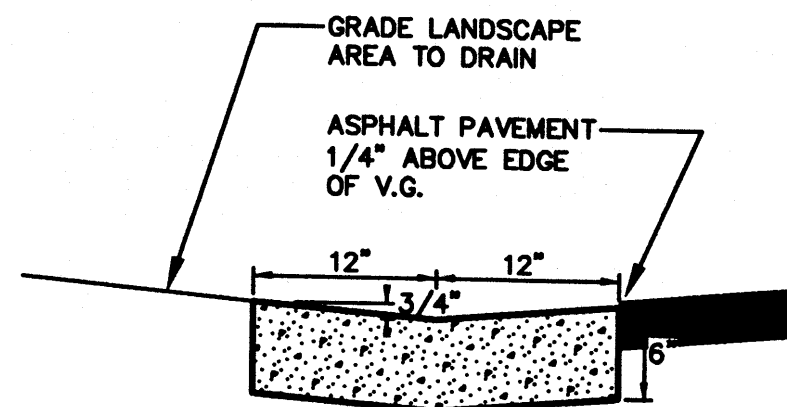 GRADE LANDSCAPE
AREA TO DRAIN
ASPHALT PAVEMENT
1/4" ABOVE EDGE
OF V.G.
12" 12"
3/4"
6"